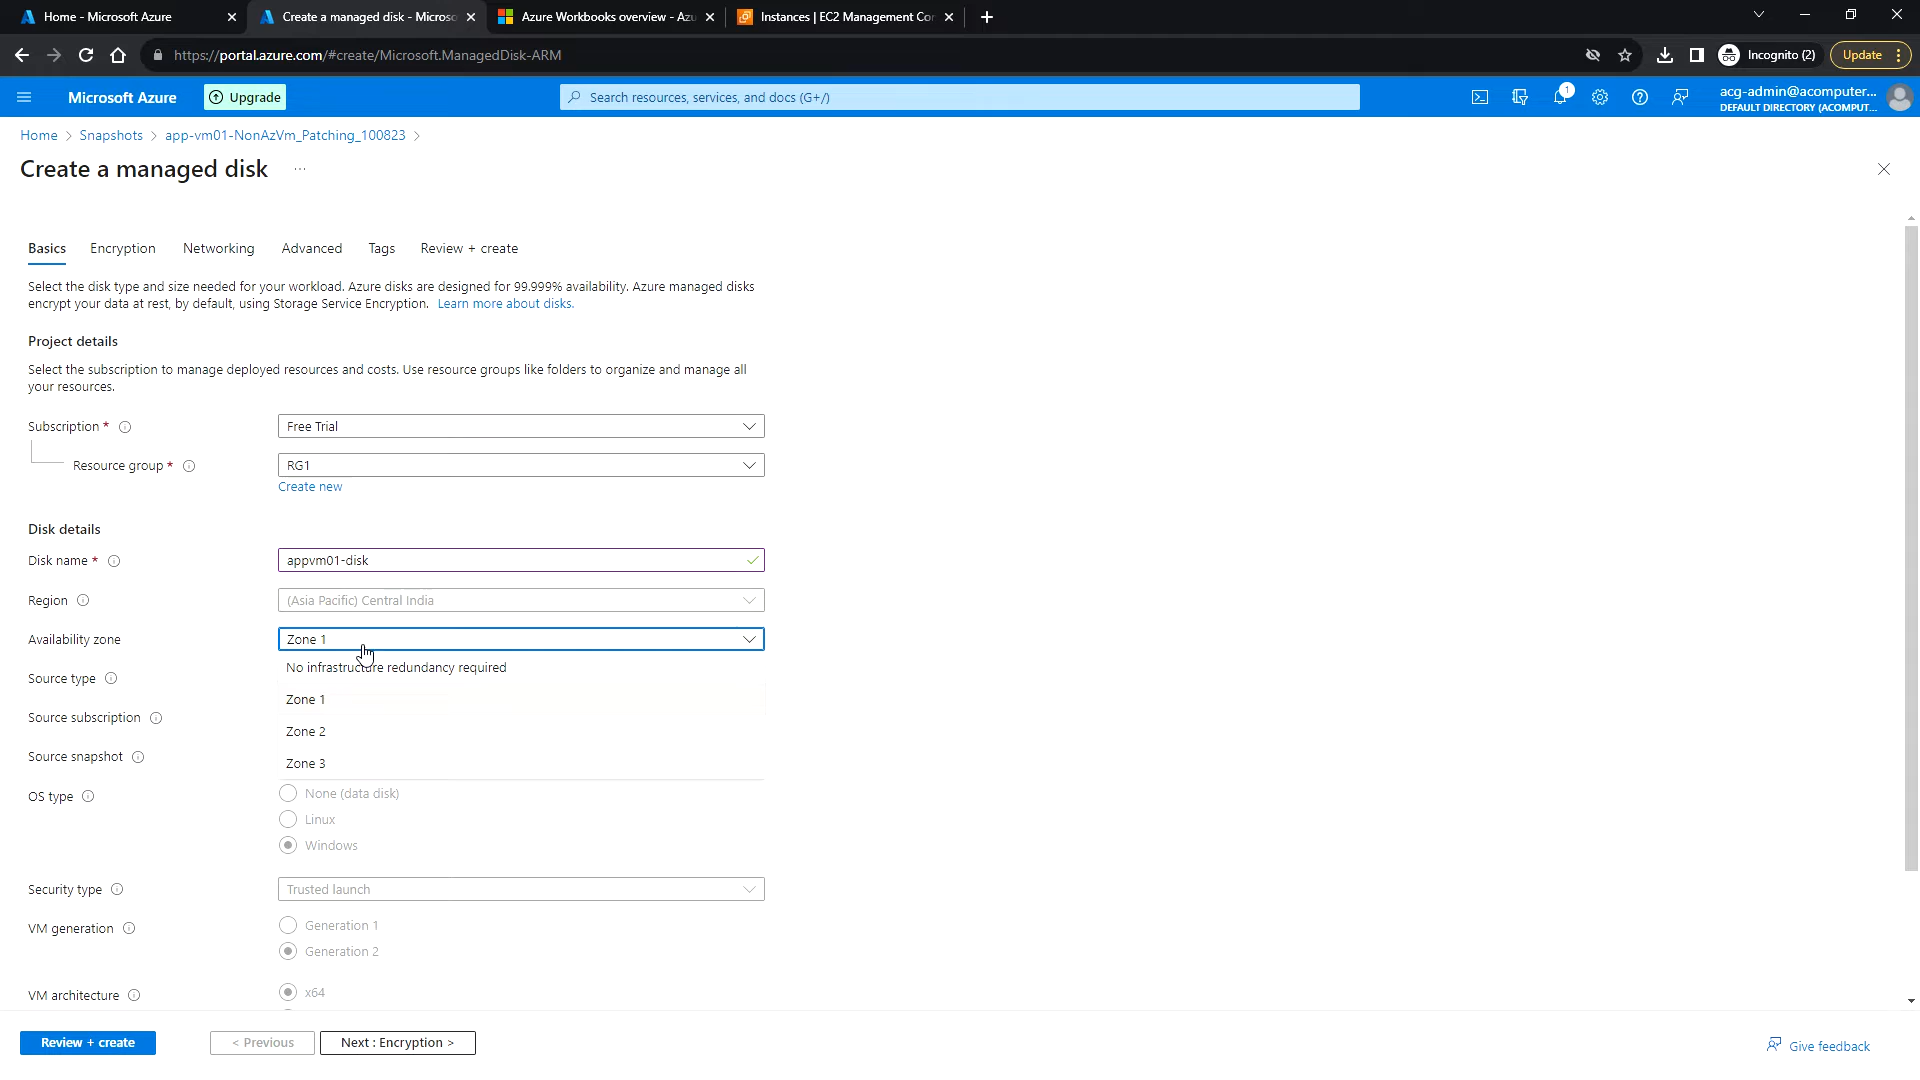 Home - Microsoft Azure
Create a managed disk - Microso
Azure Workbooks overview - Azu
Instances | EC2 Management Con
https://portal.azure.com/#create/Microsoft.ManagedDisk-ARM
Incognito (2)
Update
Microsoft Azure
Upgrade
Search resources, services, and docs (G+/)
1
acg-admin@acomputer...
DEFAULT DIRECTORY (ACOMPUT...
Home > Snapshots > app-vm01-NonAzVm_Patching_100823 >
Create a managed disk ...
Basics Encryption Networking Advanced Tags Review + create
Select the disk type and size needed for your workload. Azure disks are designed for 99.999% availability. Azure managed disks
encrypt your data at rest, by default, using Storage Service Encryption. Learn more about disks.
Project details
Select the subscription to manage deployed resources and costs. Use resource groups like folders to organize and manage all
your resources.
Subscription * Free Trial
Resource group * RG1
Create new
Disk details
Disk name * appvm01-disk
Region (Asia Pacific) Central India
Availability zone Zone 1
No infrastructure redundancy required
Source type
Zone 1
Source subscription
Zone 2
Source snapshot
Zone 3
OS type None (data disk)
Linux
Windows
Security type Trusted launch
VM generation Generation 1
Generation 2
VM architecture x64
Review + create
< Previous
Next : Encryption >
Give feedback